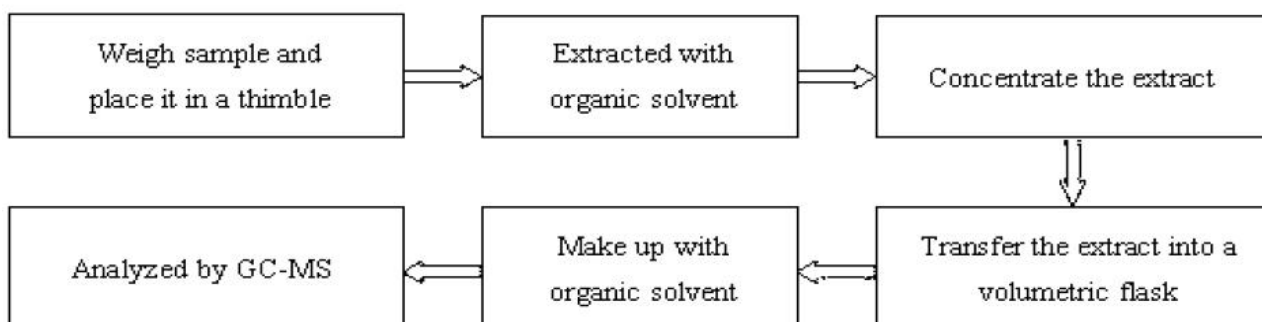 Weigh sample and
place it in a thimble
Extracted with
organic solvent
Concentrate the extract
Transfer the extract into a
volumetric flask
Make up with
organic solvent
Analyzed by GC-MS